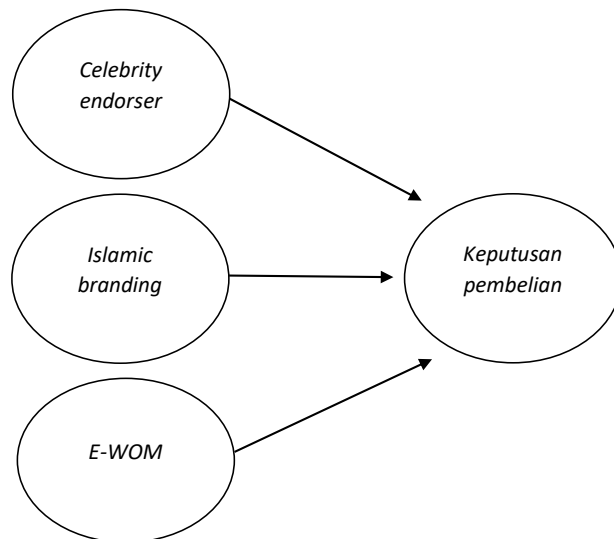 Celebrity
endorser
Islamic
branding
Keputusan
pembelian
E-WOM